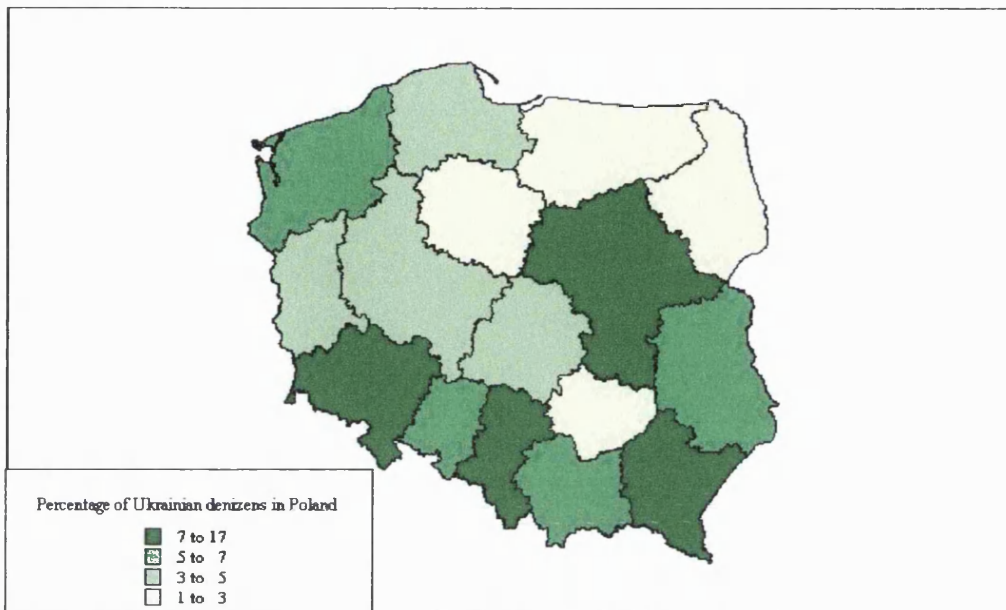 Percentage of Ukrainian denizens in Poland
7 to 17
5 to 7
3 to 5
1 to 3